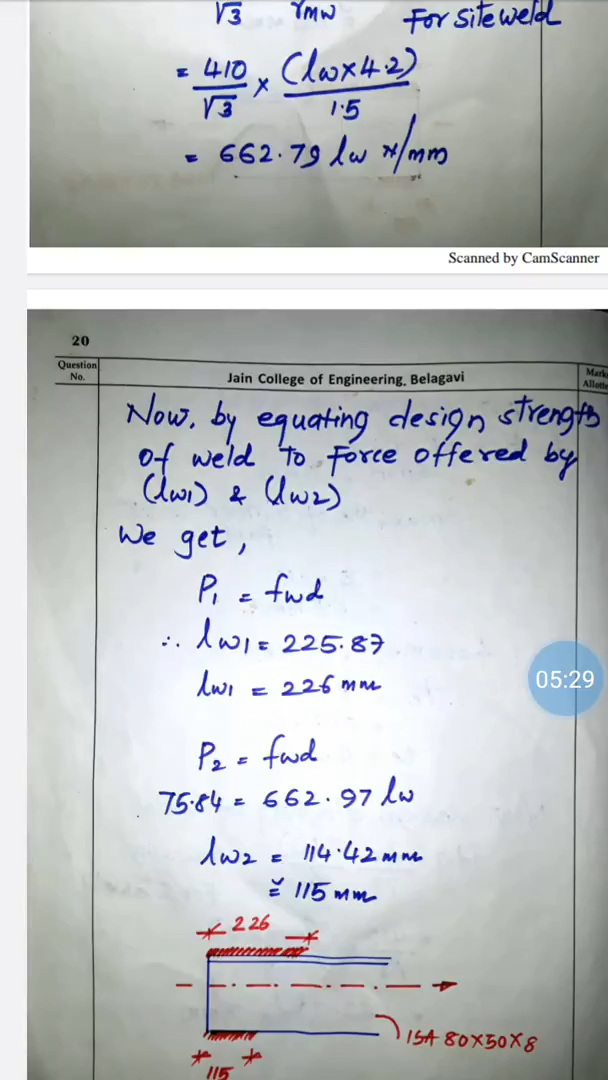 √3 γmw For site weld
= 410/√3 × (lw×4.2)/1.5
= 662.79 lw N/mm
Scanned by CamScanner
20
Question No.
Jain College of Engineering, Belagavi
Now, by equating design strength
of weld to force offered by
(lw1) & (lw2)
We get,
P1 = fwd
∴ lw1 = 225.87
lw1 = 226 mm
05:29
P2 = fwd
75.84 = 662.97 lw
lw2 = 114.42 mm
≅ 115 mm
226
ISA 80×50×8
115